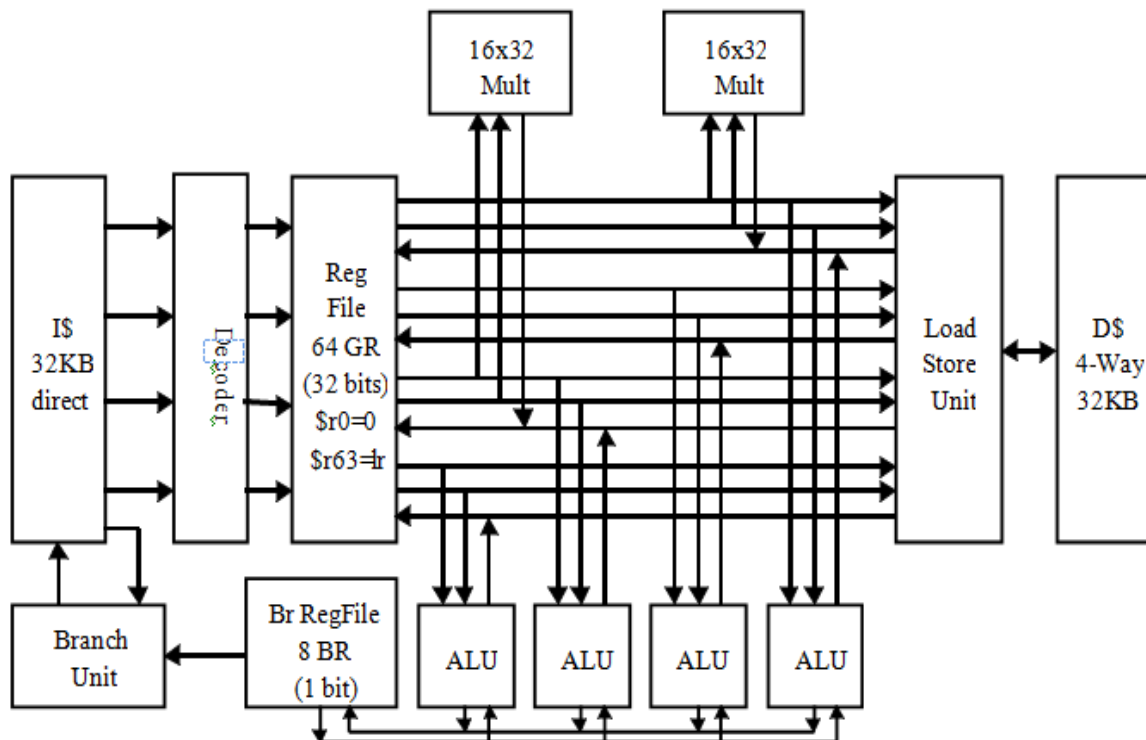 16x32
Mult
16x32
Mult
I$
32KB
direct
Decoder
Reg
File
64 GR
(32 bits)
$r0=0
$r63=lr
Load
Store
Unit
D$
4-Way
32KB
Branch
Unit
Br RegFile
8 BR
(1 bit)
ALU
ALU
ALU
ALU